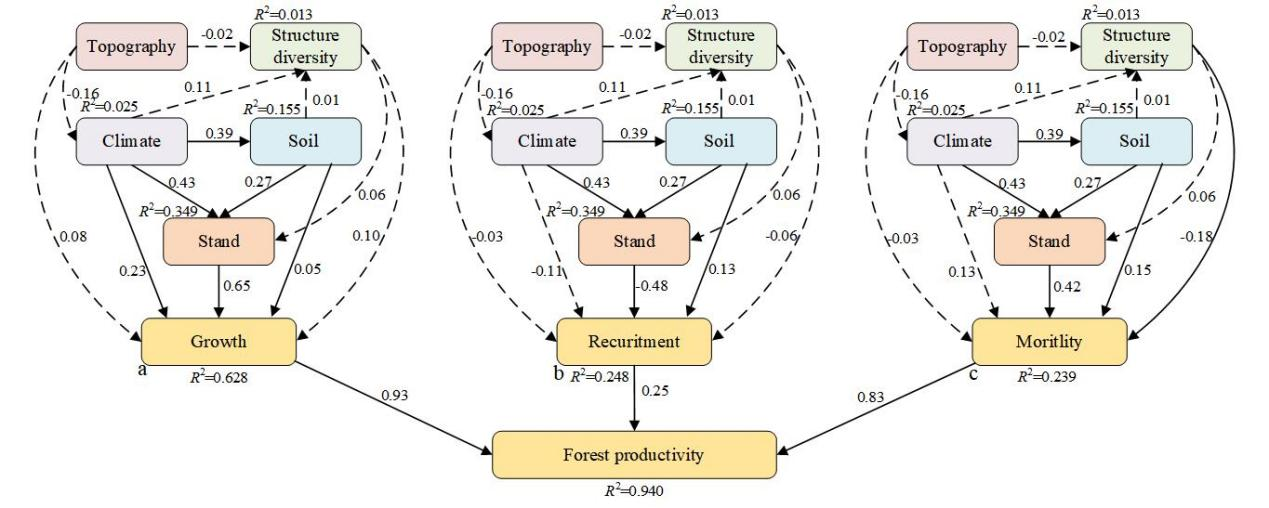 R²=0.013
Topography
-0.02
Structure
diversity
-0.16
R²=0.025
0.11
R²=0.155
0.01
Climate
0.39
Soil
0.43
0.27
0.06
R²=0.349
Stand
0.08
0.10
0.23
0.65
0.05
Growth
a
R²=0.628
R²=0.013
Topography
-0.02
Structure
diversity
-0.16
R²=0.025
0.11
R²=0.155
0.01
Climate
0.39
Soil
0.43
0.27
0.06
R²=0.349
Stand
-0.03
-0.06
-0.11
-0.48
0.13
Recuritment
b
R²=0.248
R²=0.013
Topography
-0.02
Structure
diversity
-0.16
R²=0.025
0.11
R²=0.155
0.01
Climate
0.39
Soil
0.43
0.27
0.06
R²=0.349
Stand
-0.03
-0.18
0.13
0.42
0.15
Moritlity
c
R²=0.239
0.93
0.25
0.83
Forest productivity
R²=0.940